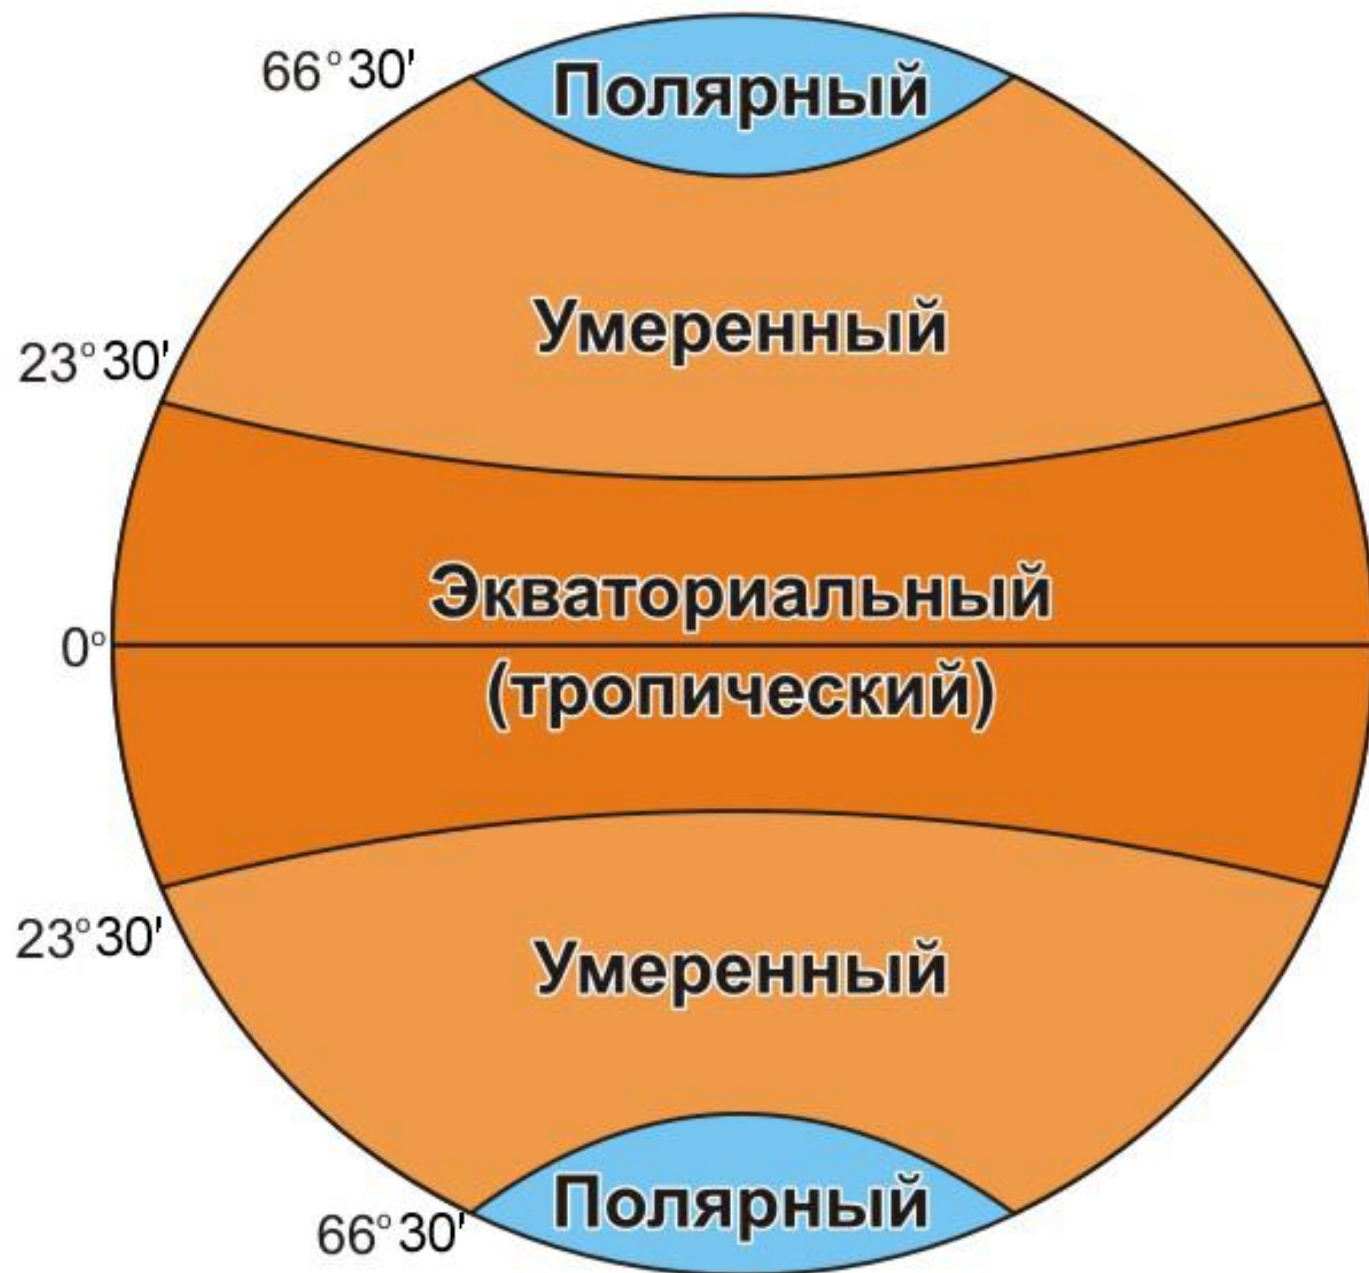 66°30'
Полярный
Умеренный
23°30'
Экваториальный
0°
(тропический)
23°30'
Умеренный
Полярный
66°30'